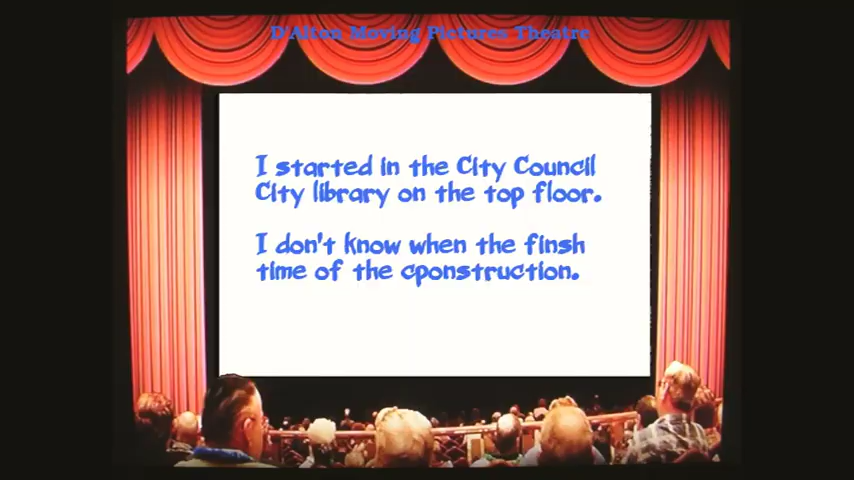 D'Alton Moving Pictures Theatre
I started in the City Council
City library on the top floor.
I don't know when the finsh
time of the cponstruction.